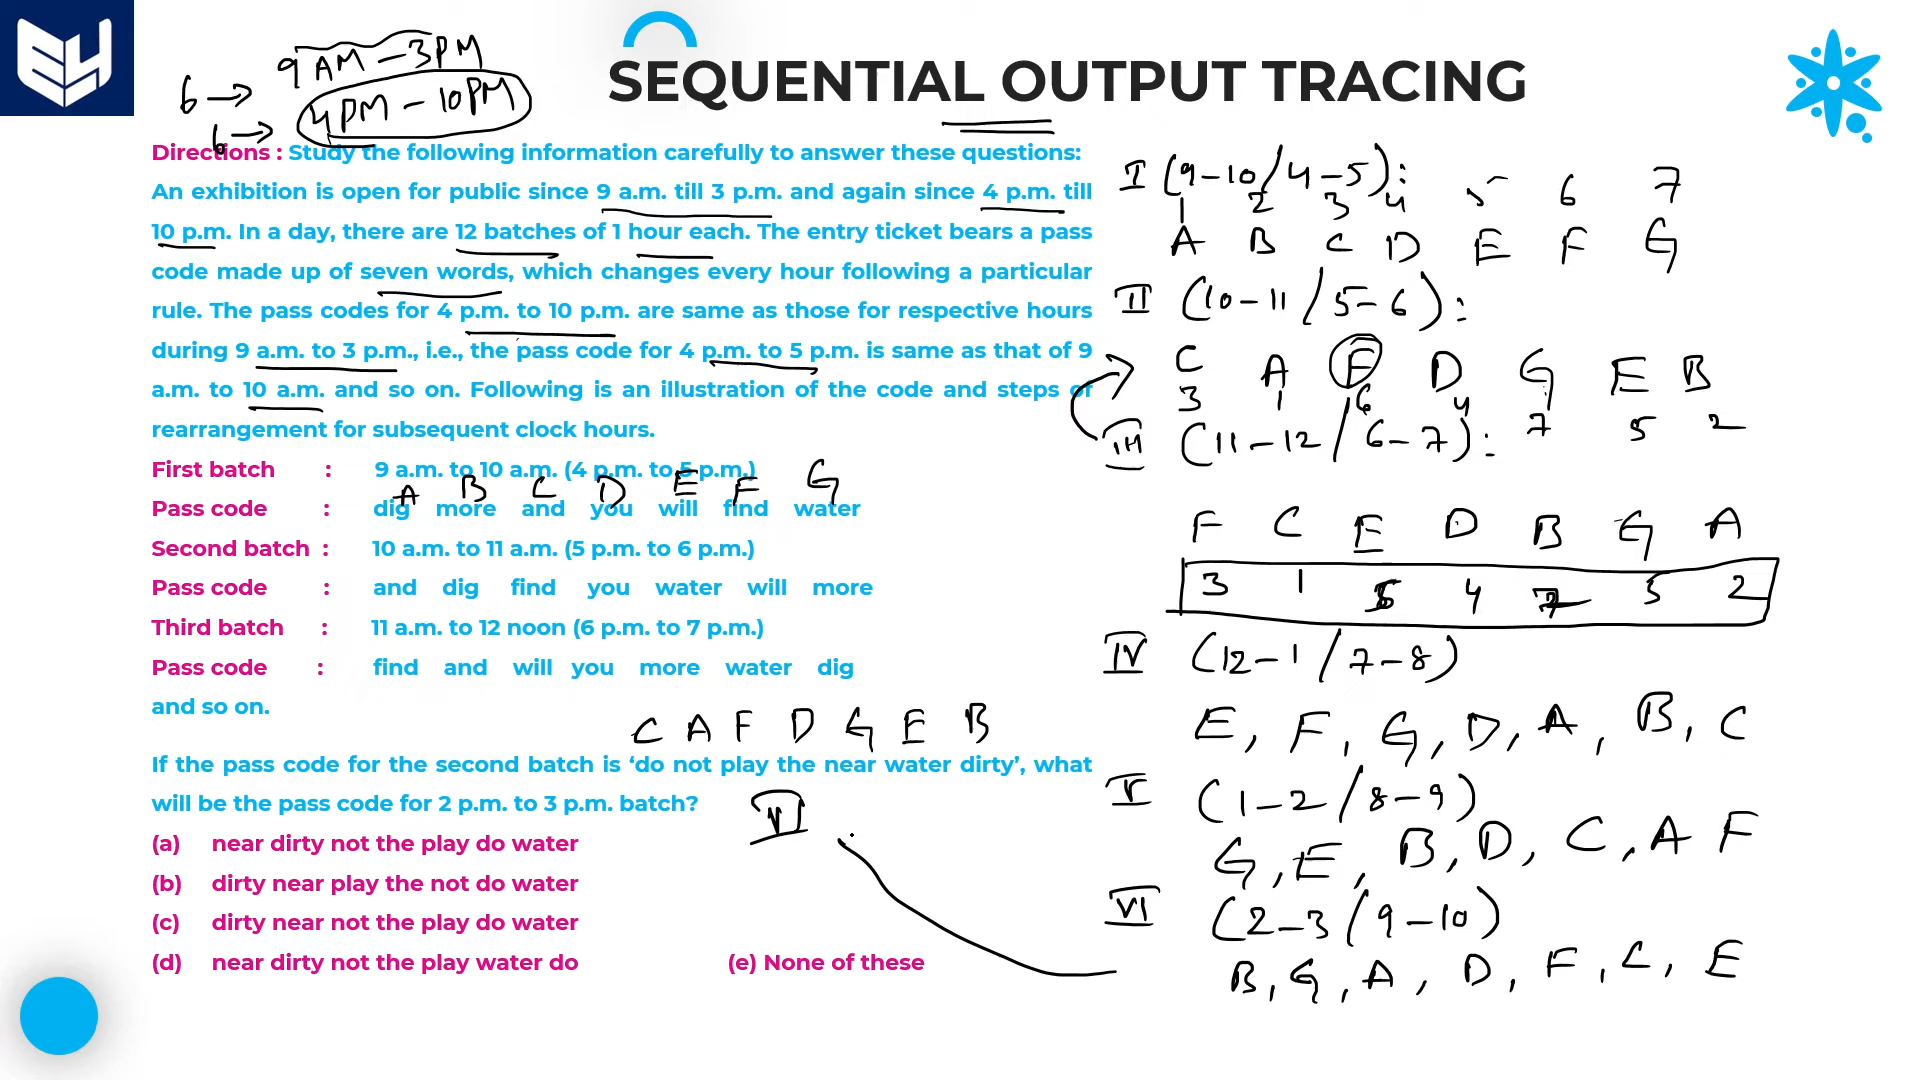 9 AM - 3 PM
6 → 4 PM - 10 PM
6 →
SEQUENTIAL OUTPUT TRACING
Directions : Study the following information carefully to answer these questions:
An exhibition is open for public since 9 a.m. till 3 p.m. and again since 4 p.m. till
10 p.m. In a day, there are 12 batches of 1 hour each. The entry ticket bears a pass
code made up of seven words, which changes every hour following a particular
rule. The pass codes for 4 p.m. to 10 p.m. are same as those for respective hours
during 9 a.m. to 3 p.m., i.e., the pass code for 4 p.m. to 5 p.m. is same as that of 9
a.m. to 10 a.m. and so on. Following is an illustration of the code and steps of
rearrangement for subsequent clock hours.
First batch : 9 a.m. to 10 a.m. (4 p.m. to 5 p.m.)
A B C D E F G
Pass code : dig more and you will find water
Second batch : 10 a.m. to 11 a.m. (5 p.m. to 6 p.m.)
Pass code : and dig find you water will more
Third batch : 11 a.m. to 12 noon (6 p.m. to 7 p.m.)
Pass code : find and will you more water dig
and so on.
C A F D G E B
If the pass code for the second batch is ‘do not play the near water dirty’, what
will be the pass code for 2 p.m. to 3 p.m. batch?
VI
(a) near dirty not the play do water
(b) dirty near play the not do water
(c) dirty near not the play do water
(d) near dirty not the play water do (e) None of these
I (9-10/4-5):
1 2 3 4 5 6 7
A B C D E F G
II (10-11/5-6):
C A F D G E B
3 1 6 4 7 5 2
III (11-12/6-7):
F C E D B G A
3 1 4 5 2
IV (12-1/7-8)
E, F, G, D, A, B, C
V (1-2/8-9)
G, E, B, D, C, A F
VI (2-3/9-10)
B, G, A, D, F, C, E